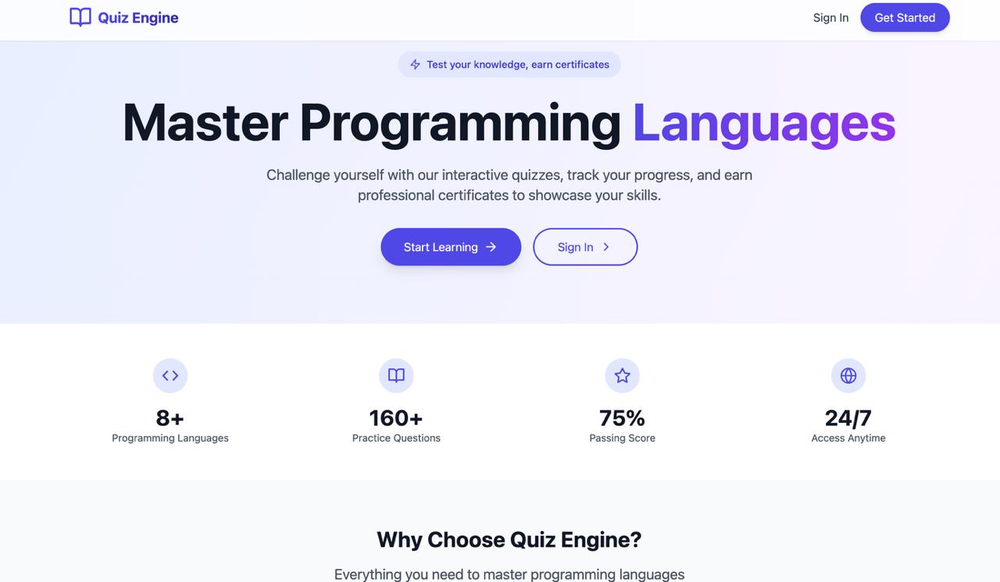 Quiz Engine
Sign In
Get Started
Test your knowledge, earn certificates
Master Programming Languages
Challenge yourself with our interactive quizzes, track your progress, and earn
professional certificates to showcase your skills.
Start Learning
Sign In
8+
Programming Languages
160+
Practice Questions
75%
Passing Score
24/7
Access Anytime
Why Choose Quiz Engine?
Everything you need to master programming languages